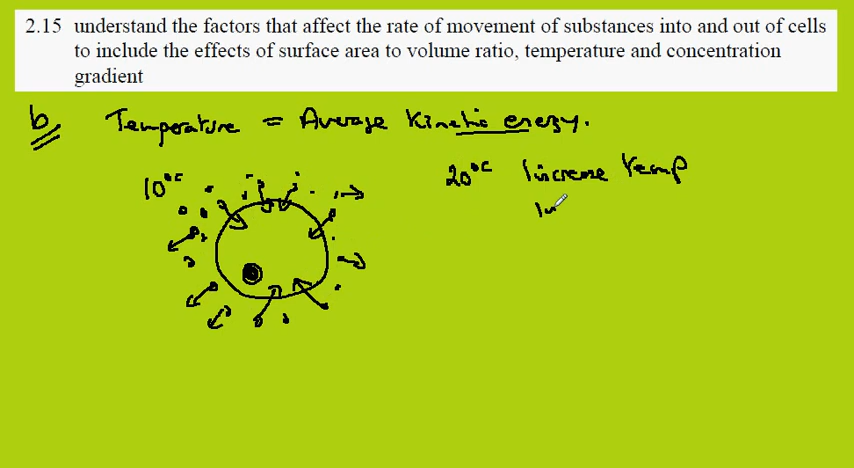 2.15 understand the factors that affect the rate of movement of substances into and out of cells
to include the effects of surface area to volume ratio, temperature and concentration
gradient
b, Temperature = Average Kinetic energy.
10°C
20°C Increase Temp